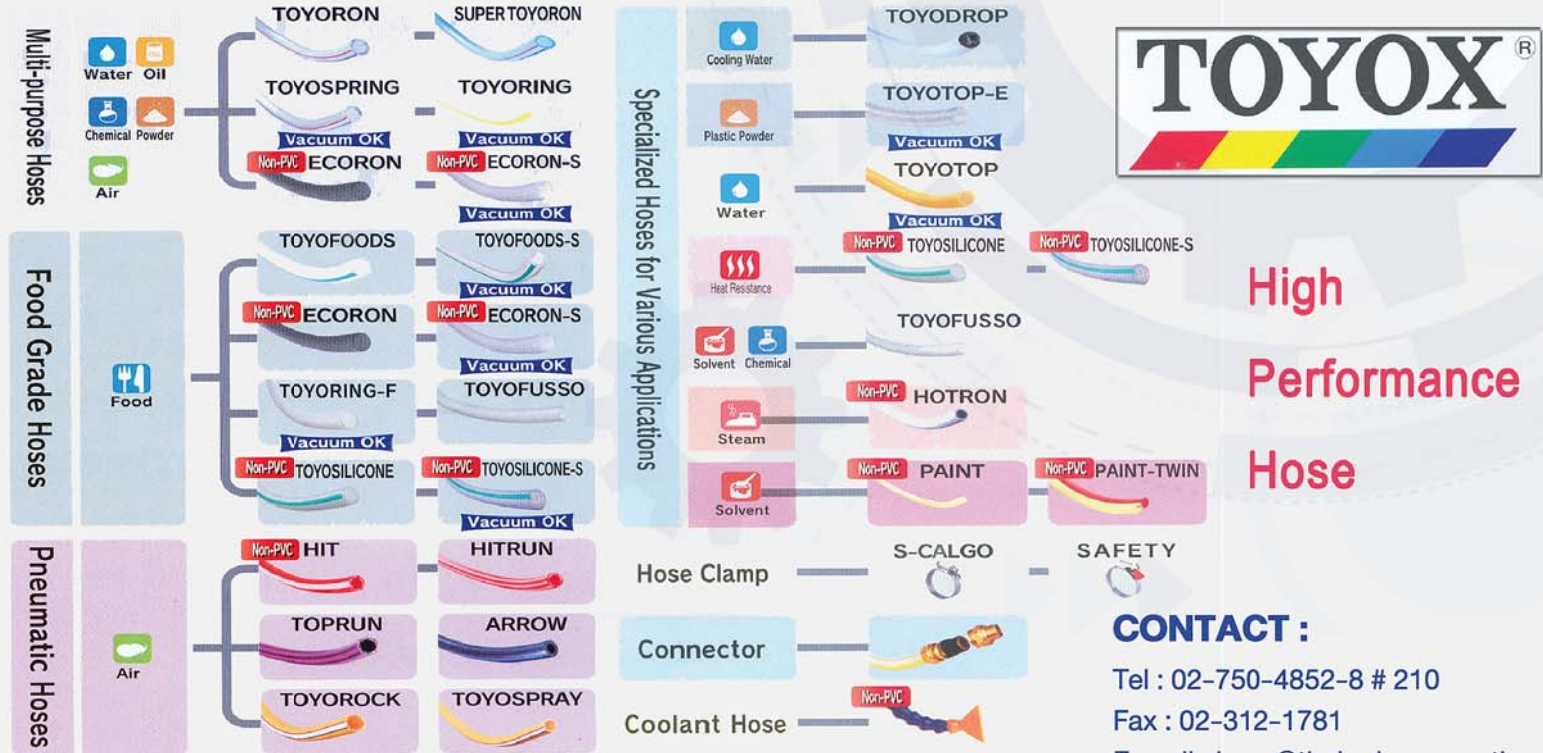 Multi-purpose Hoses
Water Oil
Chemical Powder
Air
TOYORON
SUPER TOYORON
TOYOSPRING
Vacuum OK
TOYORING
Vacuum OK
Non-PVC ECORON
Non-PVC ECORON-S
Vacuum OK
Food Grade Hoses
Food
TOYOFOODS
TOYOFOODS-S
Vacuum OK
Non-PVC ECORON
Non-PVC ECORON-S
Vacuum OK
TOYORING-F
Vacuum OK
TOYOFUSSO
Non-PVC TOYOSILICONE
Non-PVC TOYOSILICONE-S
Vacuum OK
Pneumatic Hoses
Air
Non-PVC HIT
HITRUN
TOPRUN
ARROW
TOYOROCK
TOYOSPRAY
Specialized Hoses for Various Applications
Cooling Water
TOYODROP
Plastic Powder
TOYOTOP-E
Vacuum OK
Water
TOYOTOP
Vacuum OK
Heat Resistance
Non-PVC TOYOSILICONE
Non-PVC TOYOSILICONE-S
Solvent Chemical
TOYOFUSSO
Steam
Non-PVC HOTRON
Solvent
Non-PVC PAINT
Non-PVC PAINT-TWIN
Hose Clamp
S-CALGO
SAFETY
Connector
Coolant Hose
Non-PVC
TOYOX ®
High
Performance
Hose
CONTACT :
Tel : 02-750-4852-8 # 210
Fax : 02-312-1781